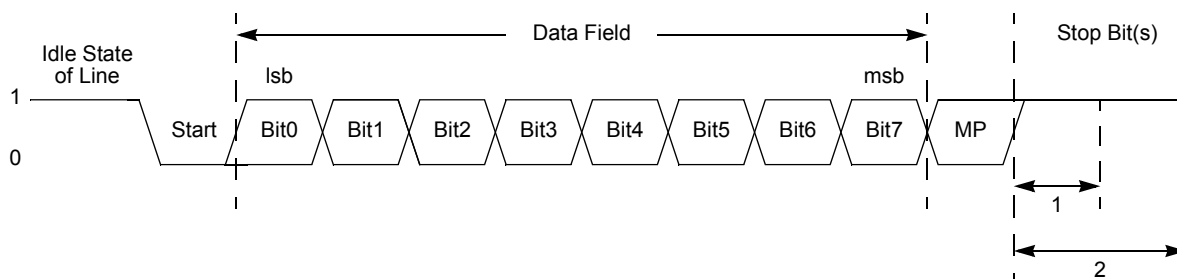 Data Field
Stop Bit(s)
Idle State
of Line
lsb
msb
1
Start
Bit0
Bit1
Bit2
Bit3
Bit4
Bit5
Bit6
Bit7
MP
0
1
2